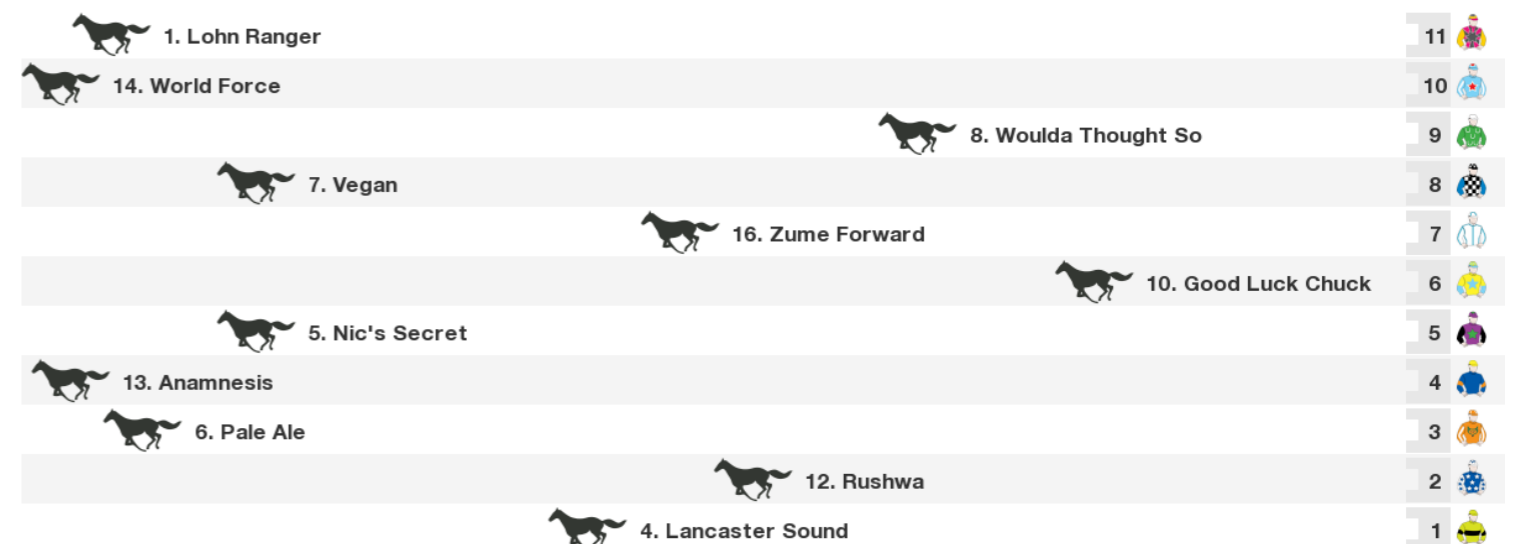 1. Lohn Ranger 11
14. World Force 10
8. Woulda Thought So 9
7. Vegan 8
16. Zume Forward 7
10. Good Luck Chuck 6
5. Nic's Secret 5
13. Anamnesis 4
6. Pale Ale 3
12. Rushwa 2
4. Lancaster Sound 1